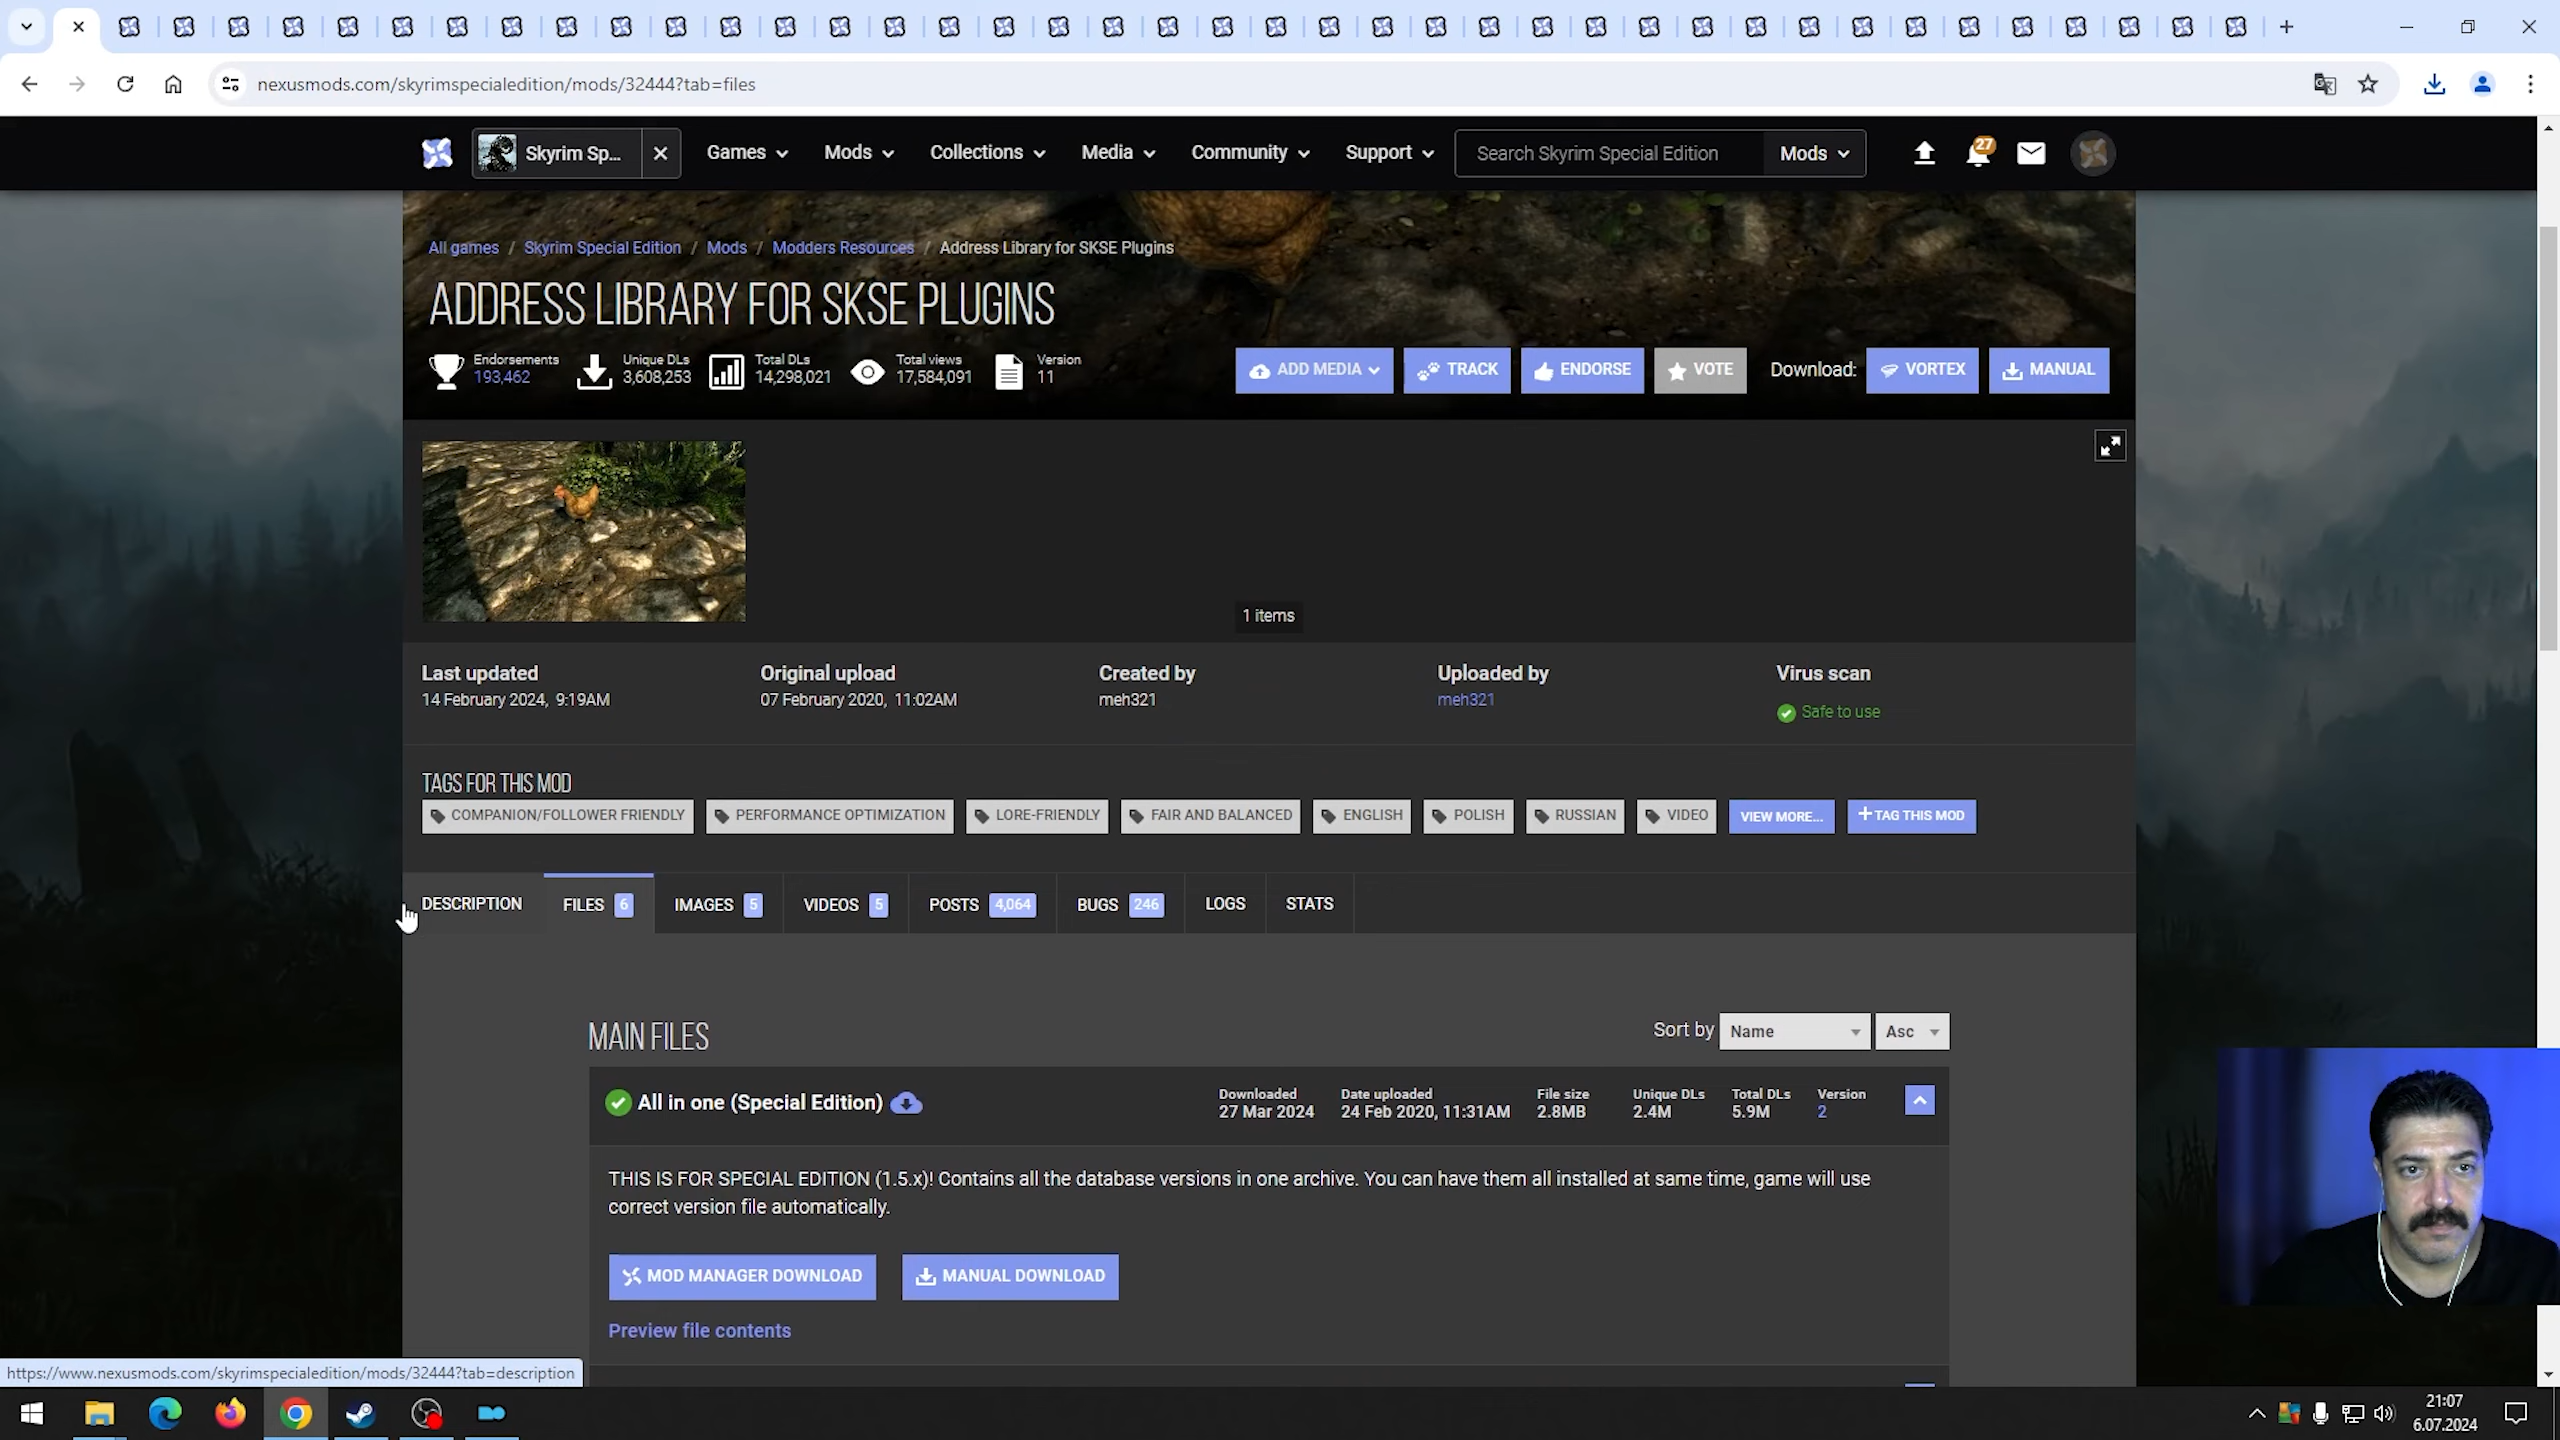 nexusmods.com/skyrimspecialedition/mods/32444?tab=files
Skyrim Sp...
Games
Mods
Collections
Media
Community
Support
Search Skyrim Special Edition
Mods
27
All games / Skyrim Special Edition / Mods / Modders Resources / Address Library for SKSE Plugins
ADDRESS LIBRARY FOR SKSE PLUGINS
Endorsements
193,462
Unique DLs
3,608,253
Total DLs
14,298,021
Total views
17,584,091
Version
11
ADD MEDIA
TRACK
ENDORSE
VOTE
Download:
VORTEX
MANUAL
1 items
Last updated
14 February 2024, 9:19AM
Original upload
07 February 2020, 11:02AM
Created by
meh321
Uploaded by
meh321
Virus scan
Safe to use
TAGS FOR THIS MOD
COMPANION/FOLLOWER FRIENDLY
PERFORMANCE OPTIMIZATION
LORE-FRIENDLY
FAIR AND BALANCED
ENGLISH
POLISH
RUSSIAN
VIDEO
VIEW MORE...
+TAG THIS MOD
DESCRIPTION
FILES 6
IMAGES 5
VIDEOS 5
POSTS 4,064
BUGS 246
LOGS
STATS
MAIN FILES
Sort by
Name
Asc
All in one (Special Edition)
Downloaded
27 Mar 2024
Date uploaded
24 Feb 2020, 11:31AM
File size
2.8MB
Unique DLs
2.4M
Total DLs
5.9M
Version
2
THIS IS FOR SPECIAL EDITION (1.5.x)! Contains all the database versions in one archive. You can have them all installed at same time, game will use
correct version file automatically.
MOD MANAGER DOWNLOAD
MANUAL DOWNLOAD
Preview file contents
https://www.nexusmods.com/skyrimspecialedition/mods/32444?tab=description
21:07
6.07.2024